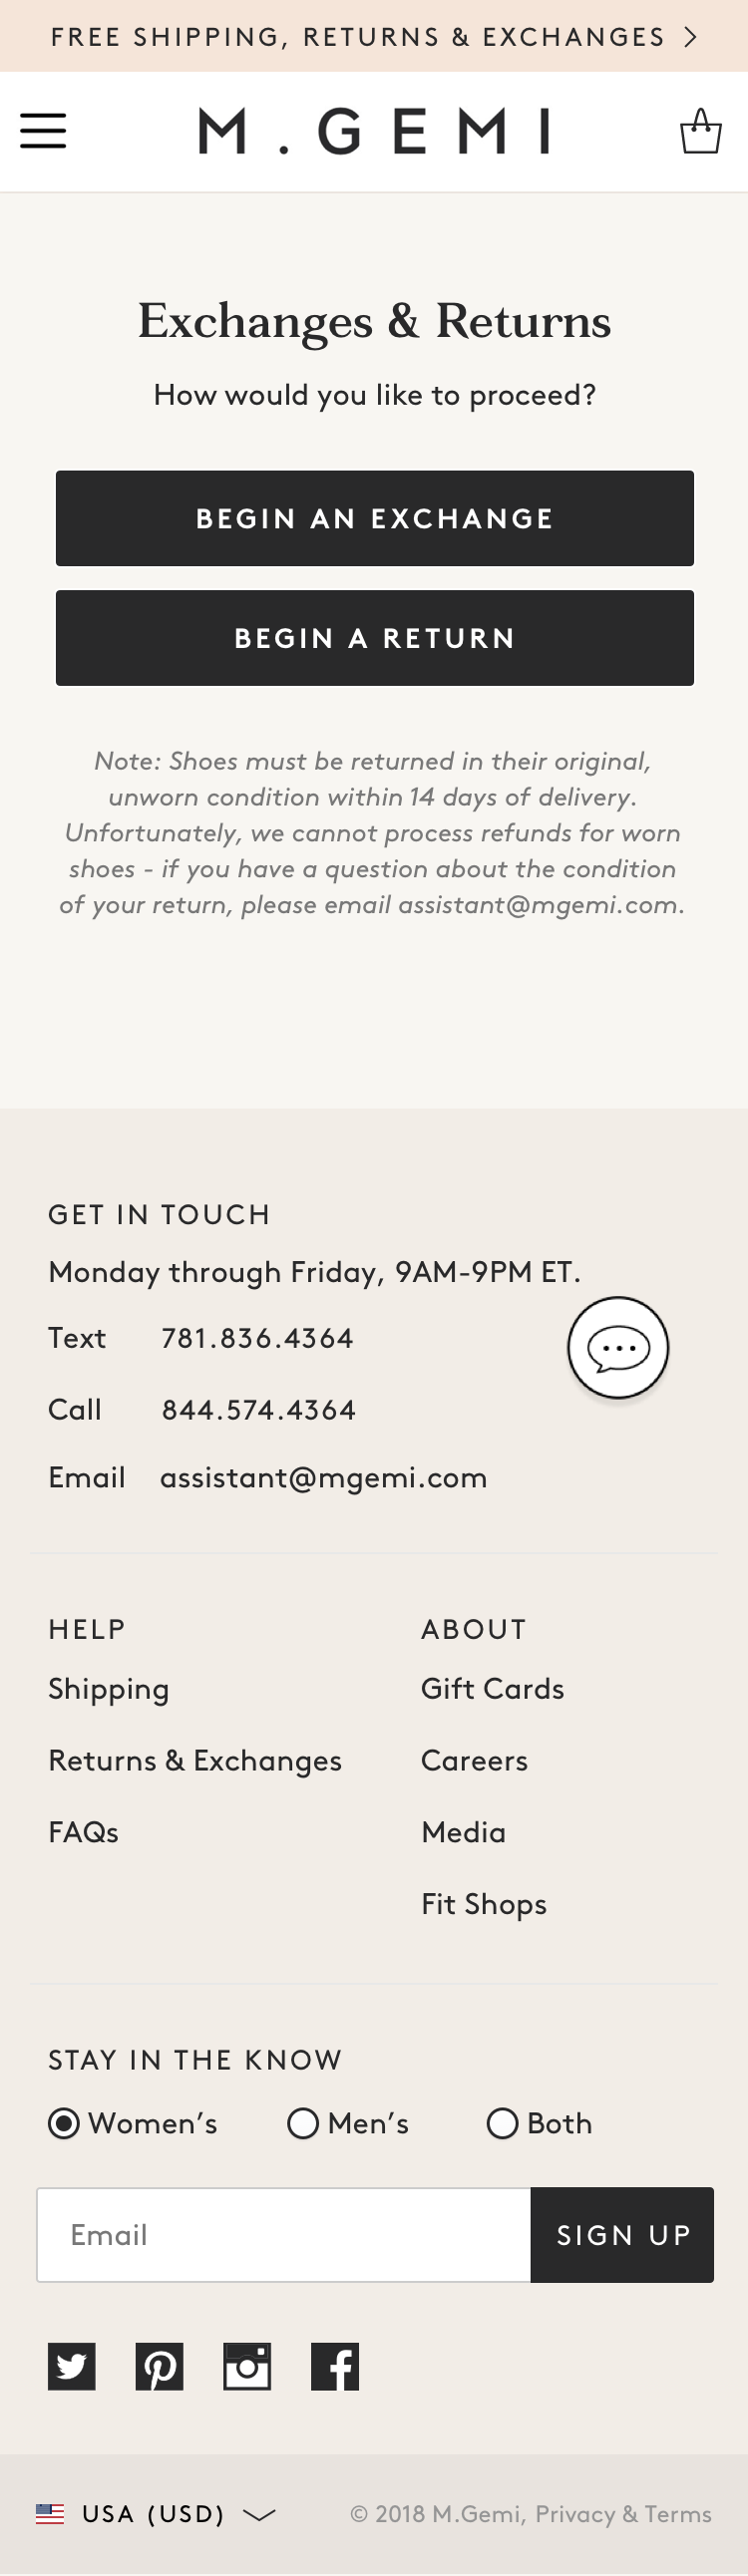 FREE SHIPPING, RETURNS & EXCHANGES
M.GEMI
Exchanges & Returns
How would you like to proceed?
BEGIN AN EXCHANGE
BEGIN A RETURN
Note: Shoes must be returned in their original,
unworn condition within 14 days of delivery.
Unfortunately, we cannot process refunds for worn
shoes - if you have a question about the condition
of your return, please email assistant@mgemi.com.
GET IN TOUCH
Monday through Friday, 9AM-9PM ET.
Text 781.836.4364
Call 844.574.4364
Email assistant@mgemi.com
HELP
Shipping
Returns & Exchanges
FAQs
ABOUT
Gift Cards
Careers
Media
Fit Shops
STAY IN THE KNOW
Women’s Men’s Both
Email SIGN UP
USA (USD) © 2018 M.Gemi, Privacy & Terms